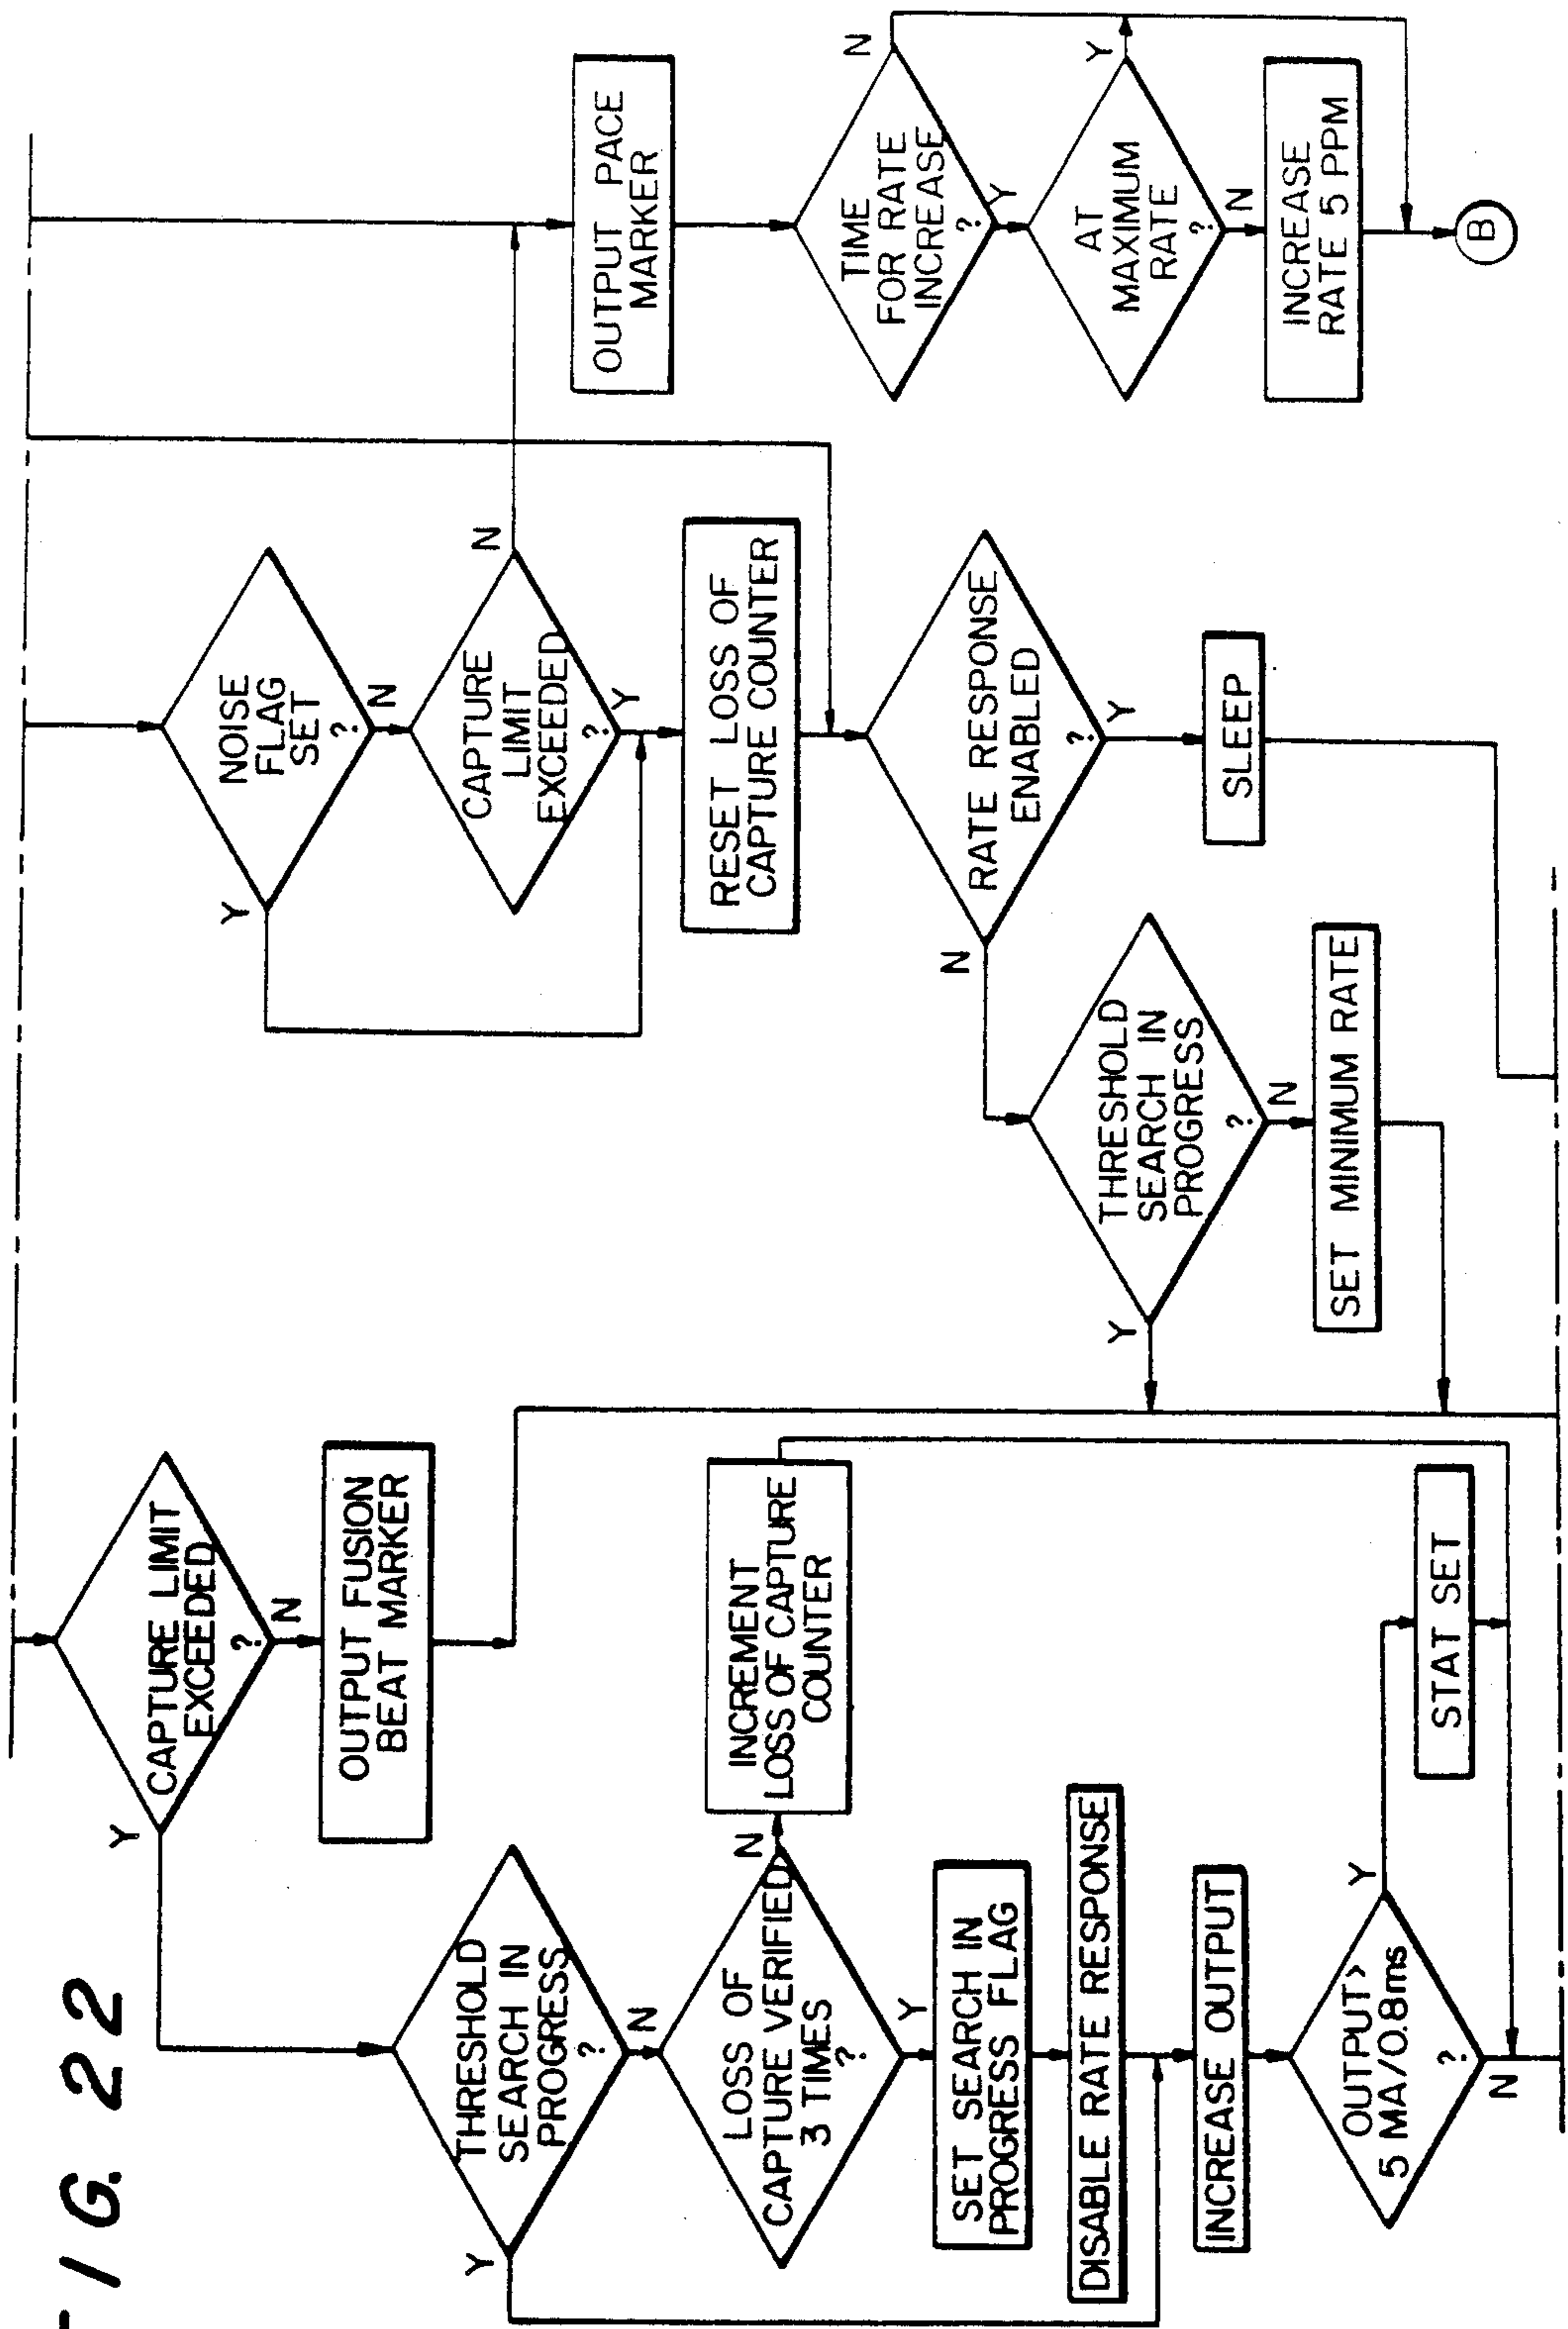 FIG. 22
CAPTURE LIMIT
EXCEEDED
?
Y
N
OUTPUT FUSION
BEAT MARKER
THRESHOLD
SEARCH IN
PROGRESS
?
Y
N
LOSS OF
CAPTURE VERIFIED
3 TIMES
?
N
Y
INCREMENT
LOSS OF CAPTURE
COUNTER
SET SEARCH IN
PROGRESS FLAG
DISABLE RATE RESPONSE
INCREASE OUTPUT
OUTPUT>
5 MA/0.8ms
?
Y
N
STAT SET
NOISE
FLAG
SET
?
Y
N
CAPTURE
LIMIT
EXCEEDED
?
N
Y
RESET LOSS OF
CAPTURE COUNTER
RATE RESPONSE
ENABLED
?
N
Y
SLEEP
THRESHOLD
SEARCH IN
PROGRESS
?
Y
N
SET MINIMUM RATE
OUTPUT PACE
MARKER
TIME
FOR RATE
INCREASE
?
N
Y
AT
MAXIMUM
RATE
?
Y
N
INCREASE
RATE 5 PPM
B